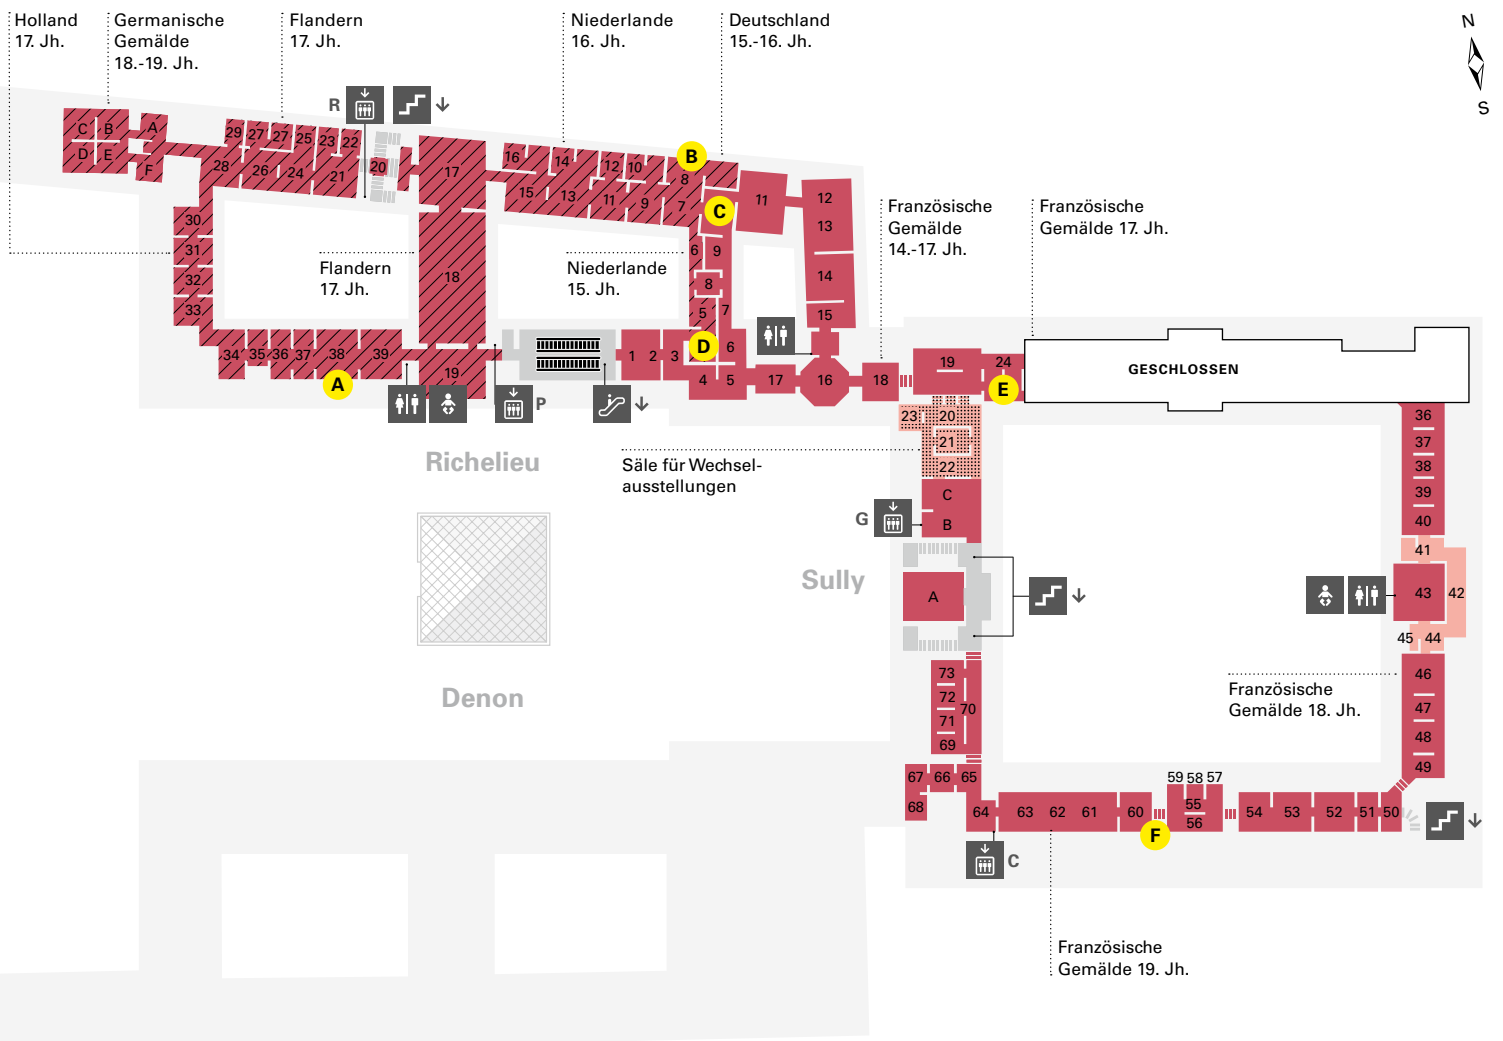 Holland
17. Jh.
Germanische
Gemälde
18.-19. Jh.
Flandern
17. Jh.
Niederlande
16. Jh.
Deutschland
15.-16. Jh.
N
S
R
C B A
D E F
29 27 27 25 23 22
28 26 24 21 20
17
16 14 12 10 8
15 13 11 9 7
B
C
11
12
13
14
15
30
31
32
33
Flandern
17. Jh.
18
Niederlande
15. Jh.
6 9
8
5 7
D
6
Französische
Gemälde
14.-17. Jh.
Französische
Gemälde 17. Jh.
34 35 36 37 38 39
A
19
P
1 2 3
4 5 17 16 18
19
24
E
GESCHLOSSEN
23 20
21
22
C
B
G
A
Richelieu
Säle für Wechsel-
ausstellungen
Sully
Denon
36
37
38
39
40
41
43 42
45 44
46
47
48
49
Französische
Gemälde 18. Jh.
73
72
71 70
69
67 66 65
68
64 63 62 61 60
59 58 57
55
56
54 53 52 51 50
F
C
Französische
Gemälde 19. Jh.